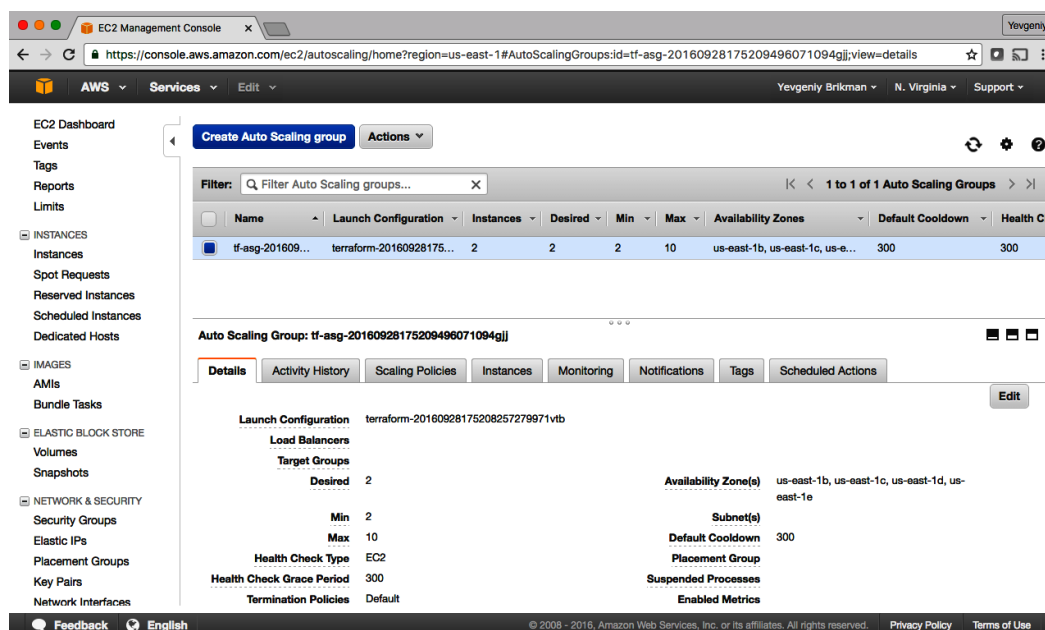 EC2 Management Console
Yevgeniy
https://console.aws.amazon.com/ec2/autoscaling/home?region=us-east-1#AutoScalingGroups:id=tf-asg-20160928175209496071094gjj;view=details
AWS Services Edit Yevgeniy Brikman N. Virginia Support
EC2 Dashboard
Events
Tags
Reports
Limits
INSTANCES
Instances
Spot Requests
Reserved Instances
Scheduled Instances
Dedicated Hosts
IMAGES
AMIs
Bundle Tasks
ELASTIC BLOCK STORE
Volumes
Snapshots
NETWORK & SECURITY
Security Groups
Elastic IPs
Placement Groups
Key Pairs
Network Interfaces
Create Auto Scaling group Actions
Filter: Filter Auto Scaling groups... 1 to 1 of 1 Auto Scaling Groups
Name Launch Configuration Instances Desired Min Max Availability Zones Default Cooldown Health C
tf-asg-201609... terraform-20160928175... 2 2 2 10 us-east-1b, us-east-1c, us-e... 300 300
Auto Scaling Group: tf-asg-20160928175209496071094gjj
Details Activity History Scaling Policies Instances Monitoring Notifications Tags Scheduled Actions
Edit
Launch Configuration terraform-20160928175208257279971vtb
Load Balancers
Target Groups
Desired 2 Availability Zone(s) us-east-1b, us-east-1c, us-east-1d, us-
east-1e
Min 2 Subnet(s)
Max 10 Default Cooldown 300
Health Check Type EC2 Placement Group
Health Check Grace Period 300 Suspended Processes
Termination Policies Default Enabled Metrics
Feedback English © 2008 - 2016, Amazon Web Services, Inc. or its affiliates. All rights reserved. Privacy Policy Terms of Use